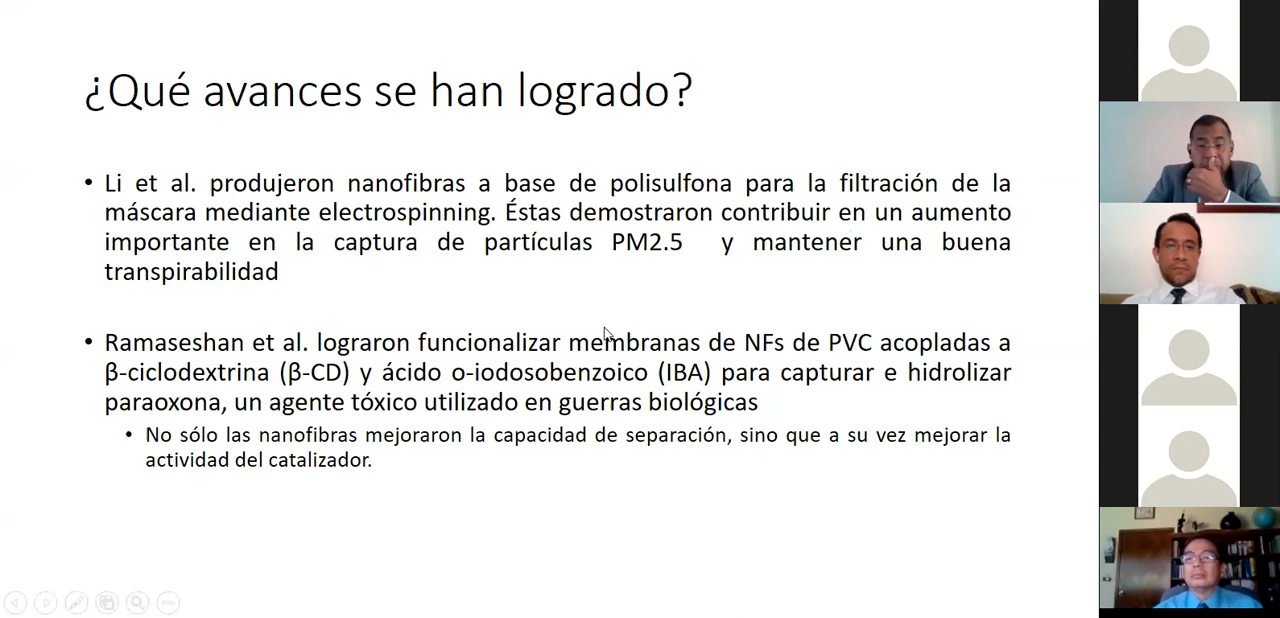 ¿Qué avances se han logrado?
• Li et al. produjeron nanofibras a base de polisulfona para la filtración de la
máscara mediante electrospinning. Éstas demostraron contribuir en un aumento
importante en la captura de partículas PM2.5 y mantener una buena
transpirabilidad
• Ramaseshan et al. lograron funcionalizar membranas de NFs de PVC acopladas a
β-ciclodextrina (β-CD) y ácido o-iodosobenzoico (IBA) para capturar e hidrolizar
paraoxona, un agente tóxico utilizado en guerras biológicas
• No sólo las nanofibras mejoraron la capacidad de separación, sino que a su vez mejorar la
actividad del catalizador.